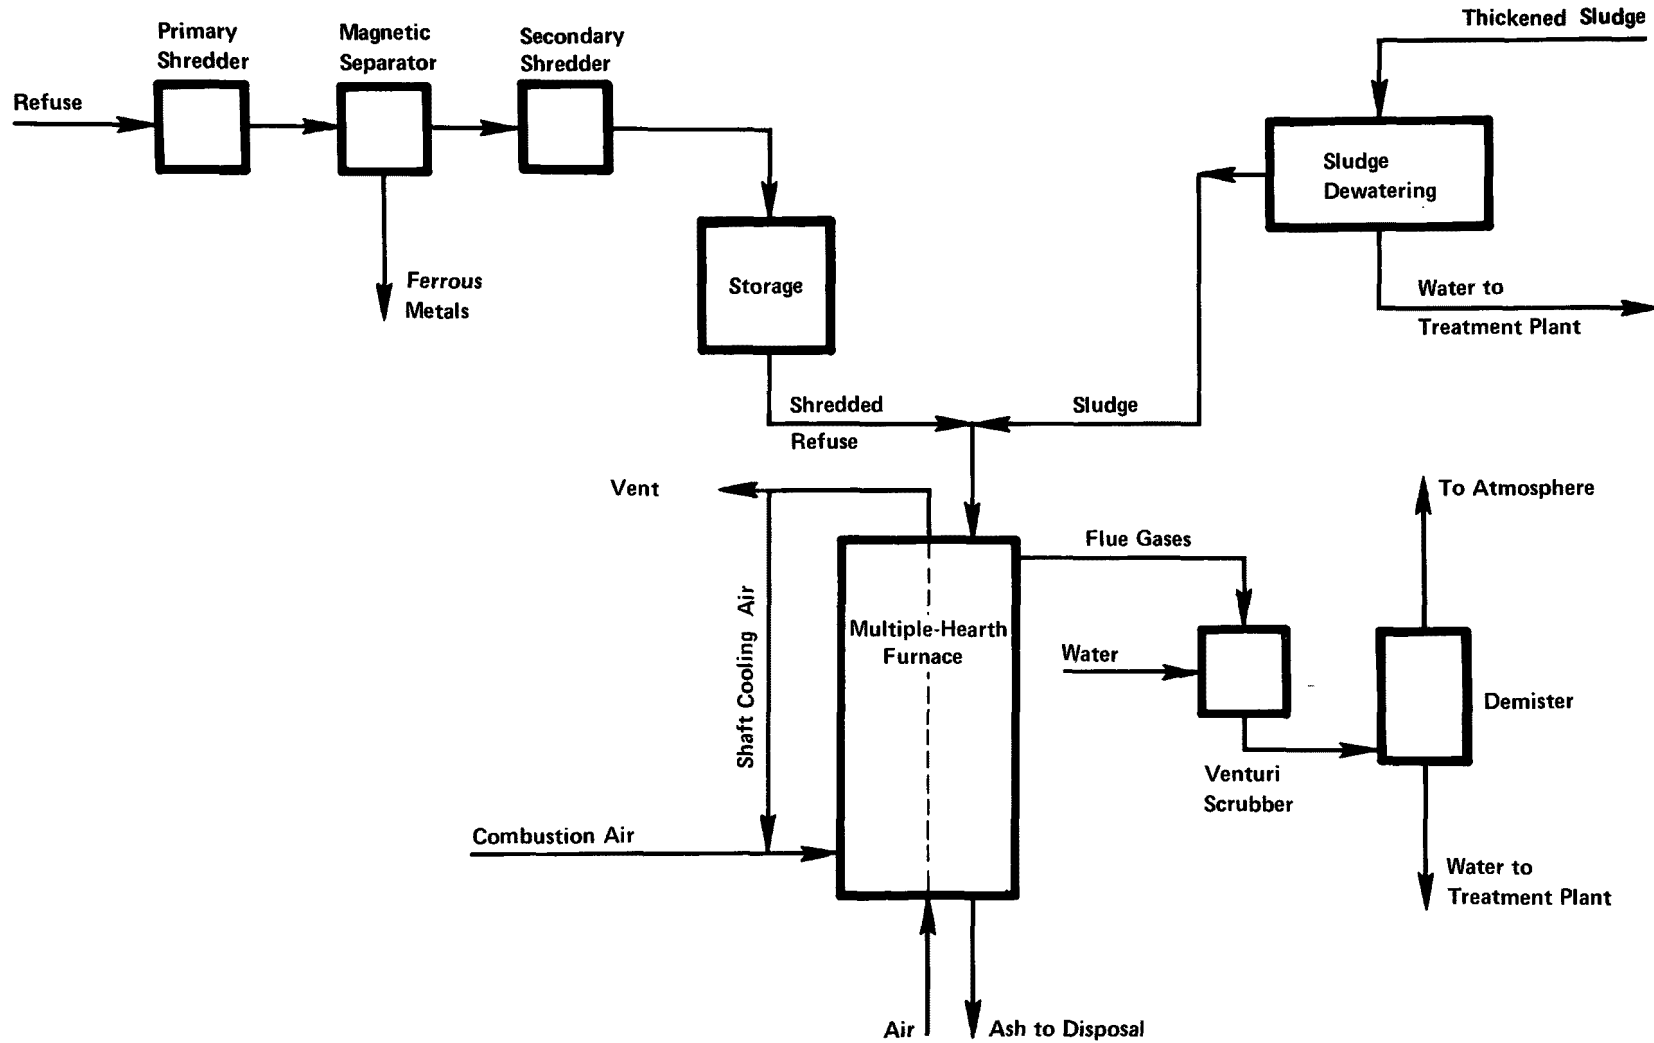 Thickened Sludge
Primary
Shredder
Magnetic
Separator
Secondary
Shredder
Refuse
Sludge
Dewatering
Ferrous
Metals
Storage
Water to
Treatment Plant
Shredded
Refuse
Sludge
Vent
To Atmosphere
Flue Gases
Shaft Cooling Air
Multiple-Hearth
Furnace
Water
Demister
Venturi
Scrubber
Combustion Air
Water to
Treatment Plant
Air
Ash to Disposal